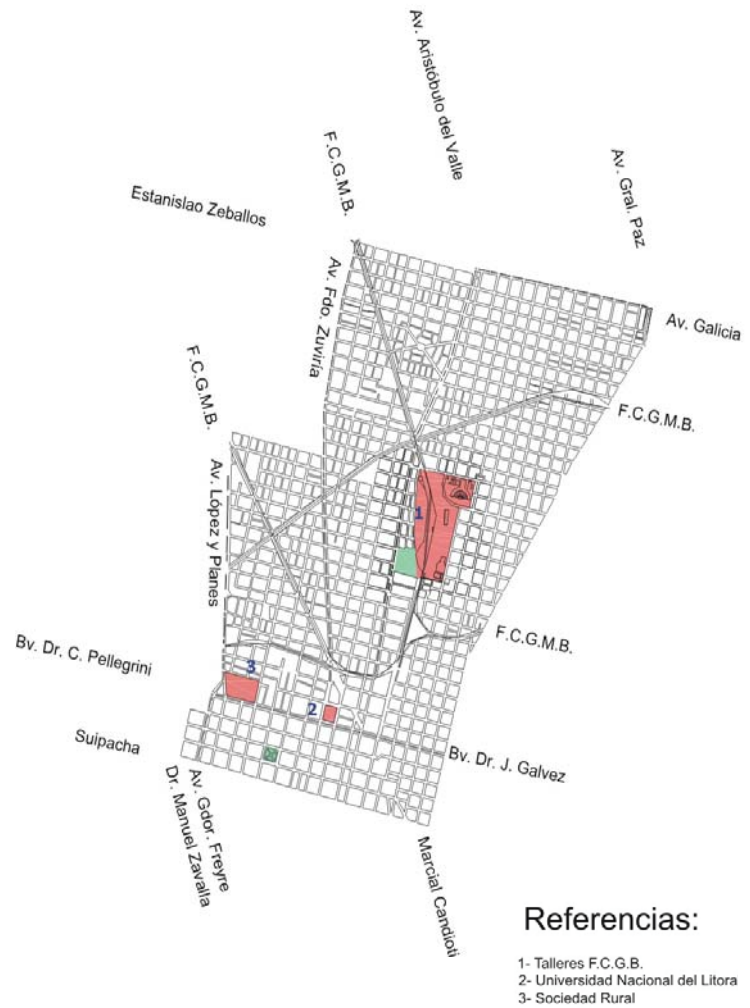 Av. Aristóbulo del Valle
F.C.G.M.B.
Av. Gral. Paz
Estanislao Zeballos
Av. Fdo. Zuviría
Av. Galicia
F.C.G.M.B.
F.C.G.M.B.
Av. López y Planes
1
F.C.G.M.B.
Bv. Dr. C. Pellegrini
3
2
Suipacha
Bv. Dr. J. Galvez
Av. Gdor. Freyre
Dr. Manuel Zavalla
Marcial Candioti
Referencias:
1- Talleres F.C.G.B.
2- Universidad Nacional del Litora
3- Sociedad Rural